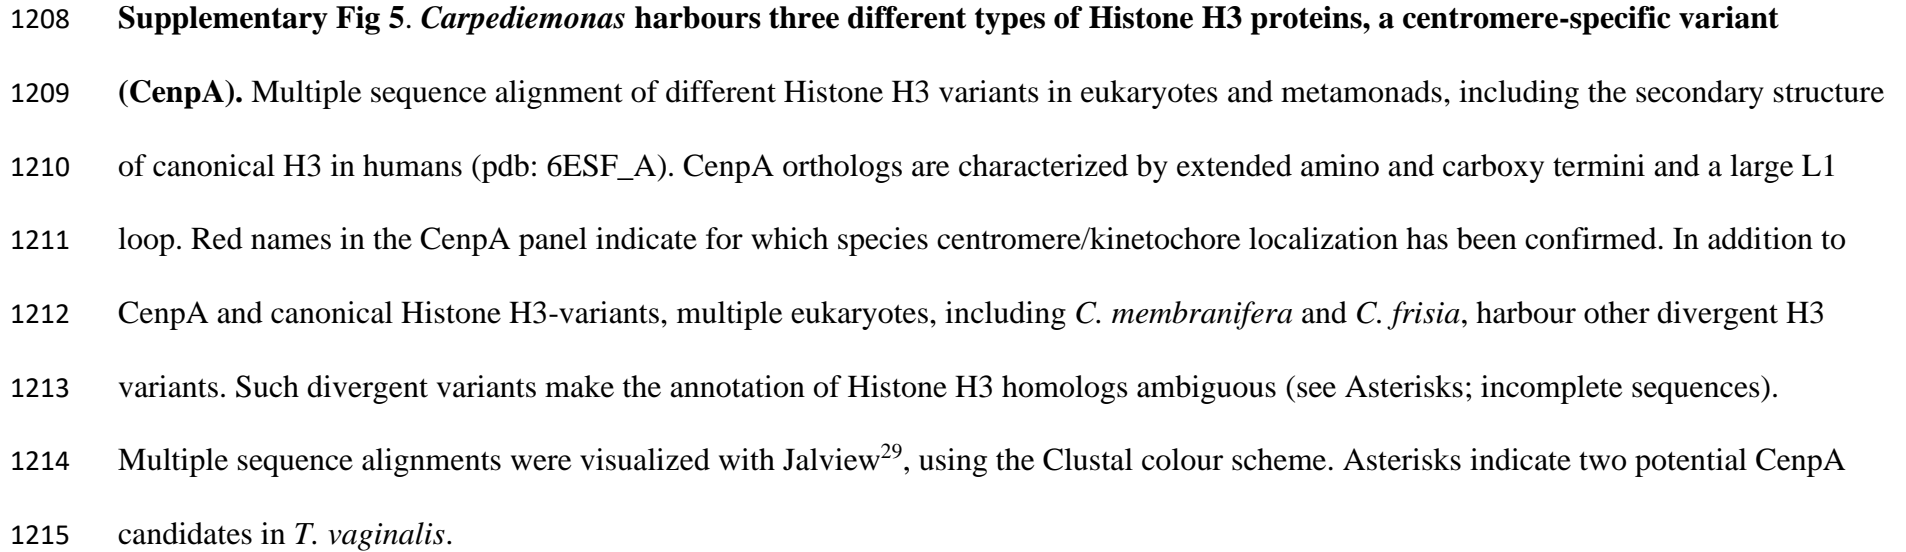 1208 Supplementary Fig 5. Carpediemonas harbours three different types of Histone H3 proteins, a centromere-specific variant
1209 (CenpA). Multiple sequence alignment of different Histone H3 variants in eukaryotes and metamonads, including the secondary structure
1210 of canonical H3 in humans (pdb: 6ESF_A). CenpA orthologs are characterized by extended amino and carboxy termini and a large L1
1211 loop. Red names in the CenpA panel indicate for which species centromere/kinetochore localization has been confirmed. In addition to
1212 CenpA and canonical Histone H3-variants, multiple eukaryotes, including C. membranifera and C. frisia, harbour other divergent H3
1213 variants. Such divergent variants make the annotation of Histone H3 homologs ambiguous (see Asterisks; incomplete sequences).
1214 Multiple sequence alignments were visualized with Jalview29, using the Clustal colour scheme. Asterisks indicate two potential CenpA
1215 candidates in T. vaginalis.